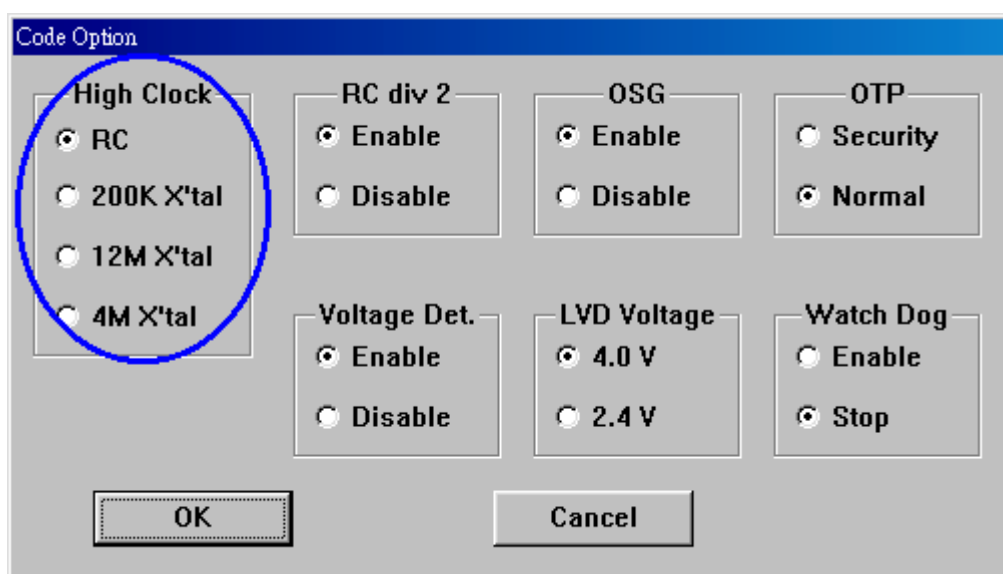 Code Option
High Clock
RC
200K X'tal
12M X'tal
4M X'tal
RC div 2
Enable
Disable
OSG
Enable
Disable
OTP
Security
Normal
Voltage Det.
Enable
Disable
LVD Voltage
4.0 V
2.4 V
Watch Dog
Enable
Stop
OK
Cancel